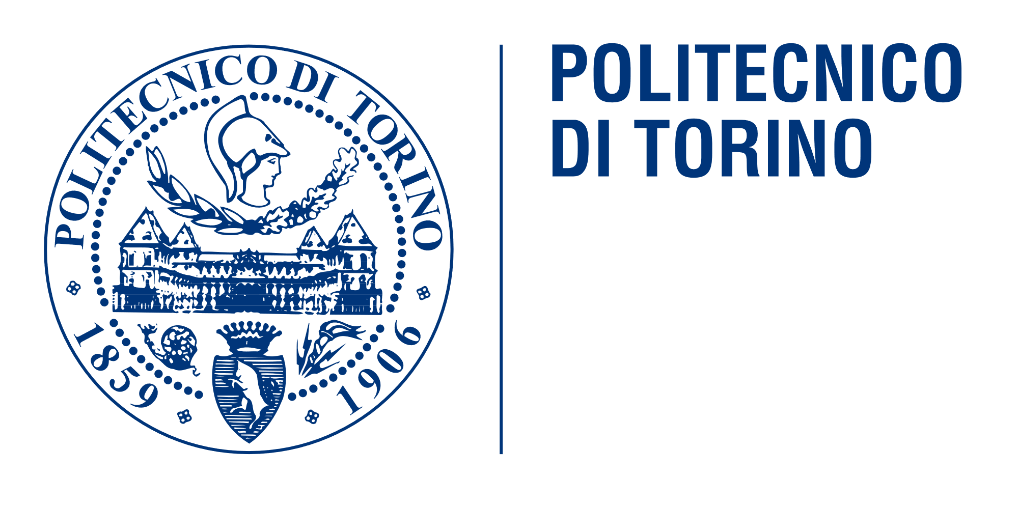 POLITECNICO DI TORINO
1859
1906
POLITECNICO
DI TORINO